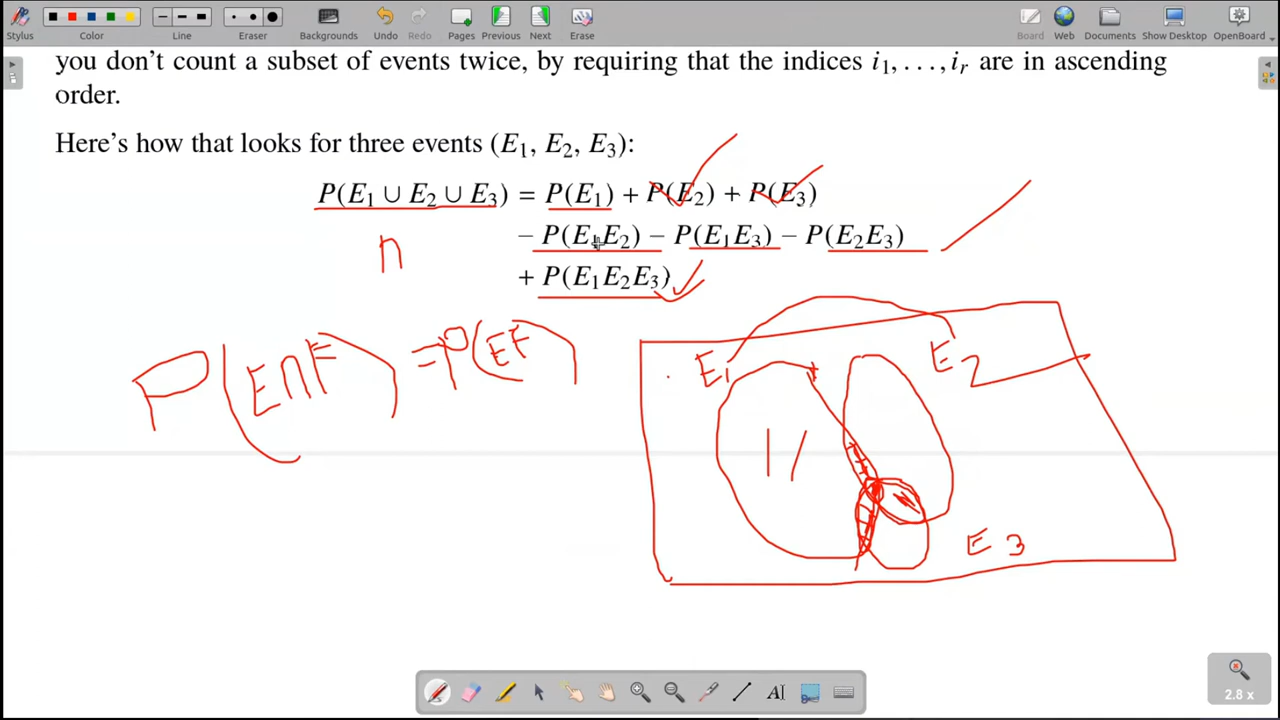 Stylus Color Line Eraser Backgrounds Undo Redo Pages Previous Next Erase Board Web Documents Show Desktop OpenBoard
you don't count a subset of events twice, by requiring that the indices i₁, . . . , iᵣ are in ascending
order.
Here's how that looks for three events (E₁, E₂, E₃):
P(E₁ ∪ E₂ ∪ E₃) = P(E₁) + P(E₂) + P(E₃)
− P(E₁E₂) − P(E₁E₃) − P(E₂E₃)
+ P(E₁E₂E₃)
n
P(E∩F) = P(EF)
E₁
E₂
E3
2.8 x